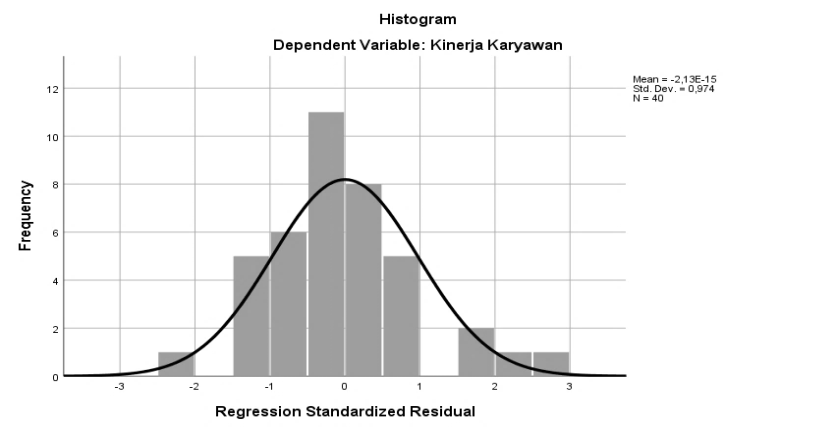 Histogram
Dependent Variable: Kinerja Karyawan
Mean = -2,13E-15
Std. Dev. = 0,974
N = 40
Frequency
12
10
8
6
4
2
0
-3 -2 -1 0 1 2 3
Regression Standardized Residual